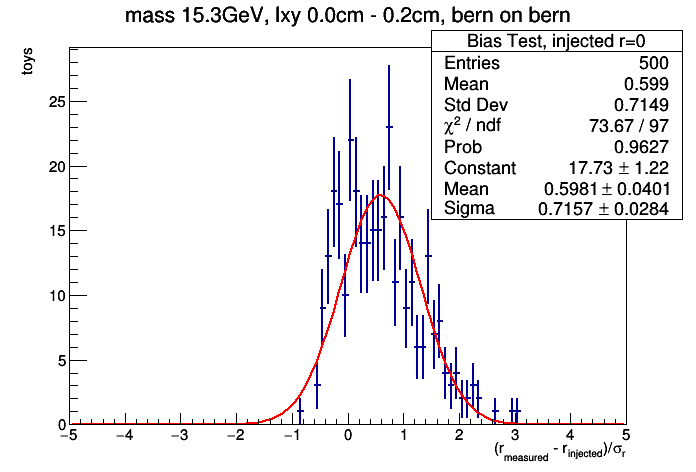 mass 15.3GeV, lxy 0.0cm - 0.2cm, bern on bern
Bias Test, injected r=0
Entries 500
Mean 0.599
Std Dev 0.7149
χ² / ndf 73.67 / 97
Prob 0.9627
Constant 17.73 ± 1.22
Mean 0.5981 ± 0.0401
Sigma 0.7157 ± 0.0284
toys
25
20
15
10
5
0
−5 −4 −3 −2 −1 0 1 2 3 4 5
(r_measured - r_injected)/σ_r